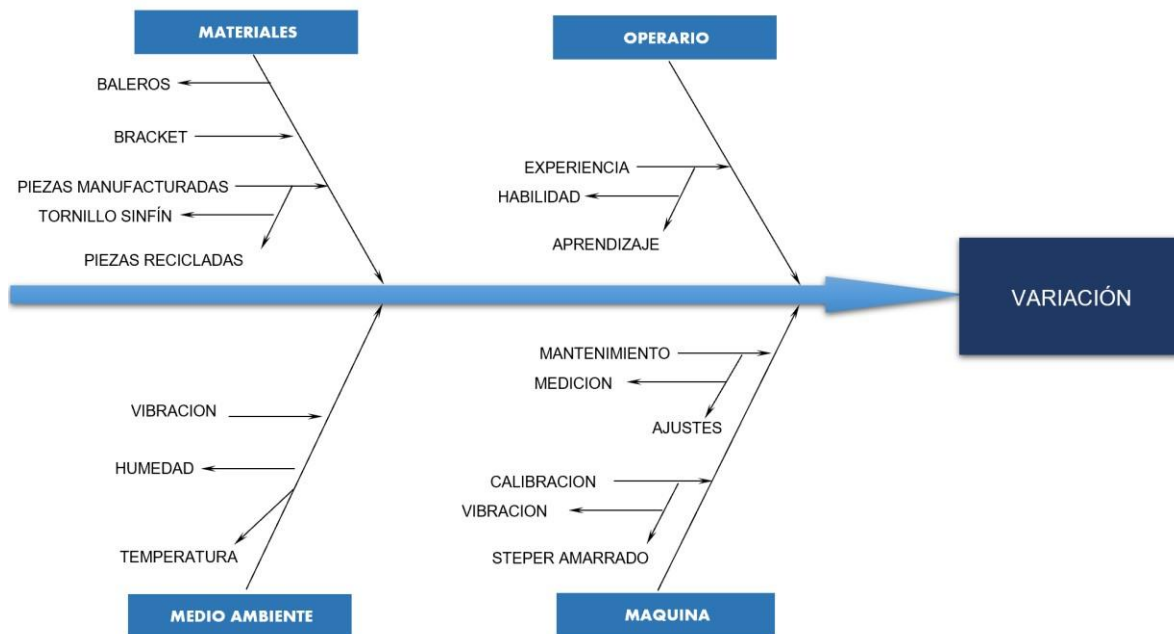 MATERIALES
OPERARIO
BALEROS
BRACKET
PIEZAS MANUFACTURADAS
TORNILLO SINFÍN
PIEZAS RECICLADAS
EXPERIENCIA
HABILIDAD
APRENDIZAJE
VARIACIÓN
VIBRACION
HUMEDAD
TEMPERATURA
MANTENIMIENTO
MEDICION
AJUSTES
CALIBRACION
VIBRACION
STEPER AMARRADO
MEDIO AMBIENTE
MAQUINA